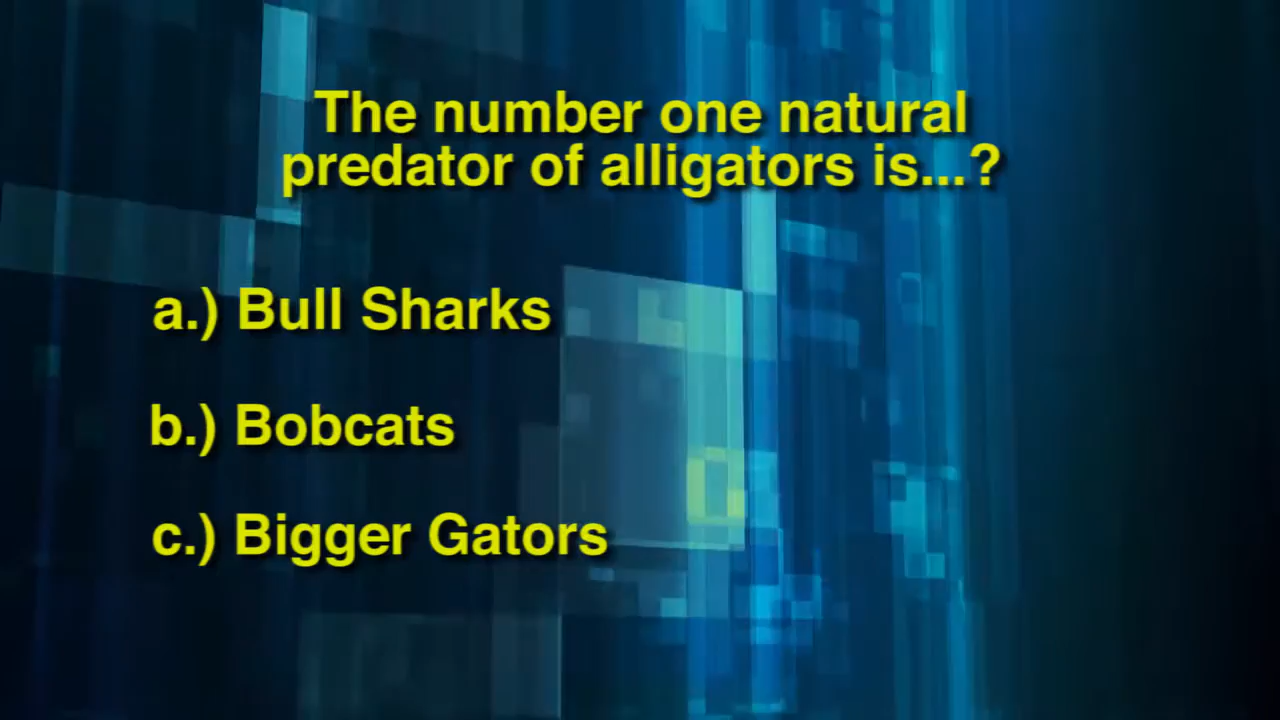 The number one natural
predator of alligators is...?
a.) Bull Sharks
b.) Bobcats
c.) Bigger Gators